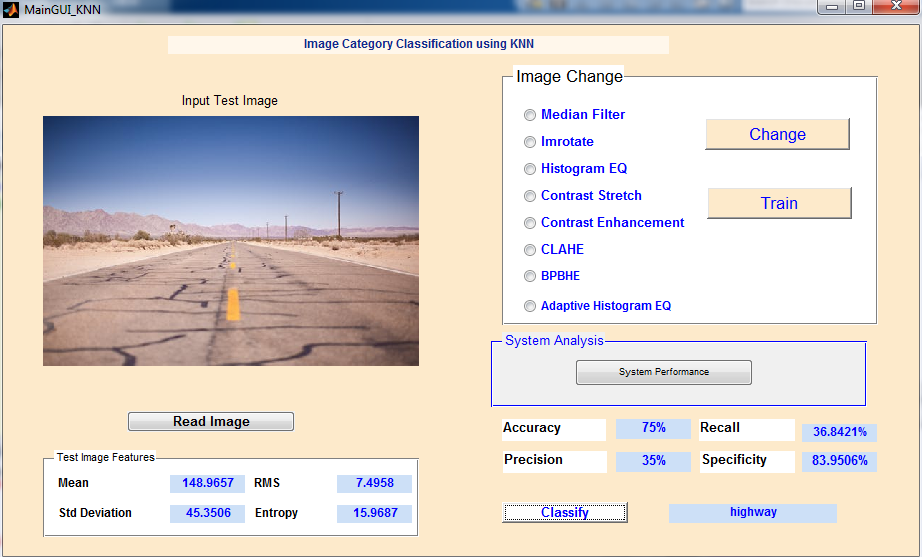 MainGUI_KNN
Image Category Classification using KNN
Input Test Image
Read Image
Test Image Features
Mean 148.9657 RMS 7.4958
Std Deviation 45.3506 Entropy 15.9687
Image Change
Median Filter
Imrotate
Histogram EQ
Contrast Stretch
Contrast Enhancement
CLAHE
BPBHE
Adaptive Histogram EQ
Change
Train
System Analysis
System Performance
Accuracy 75% Recall 36.8421%
Precision 35% Specificity 83.9506%
Classify highway